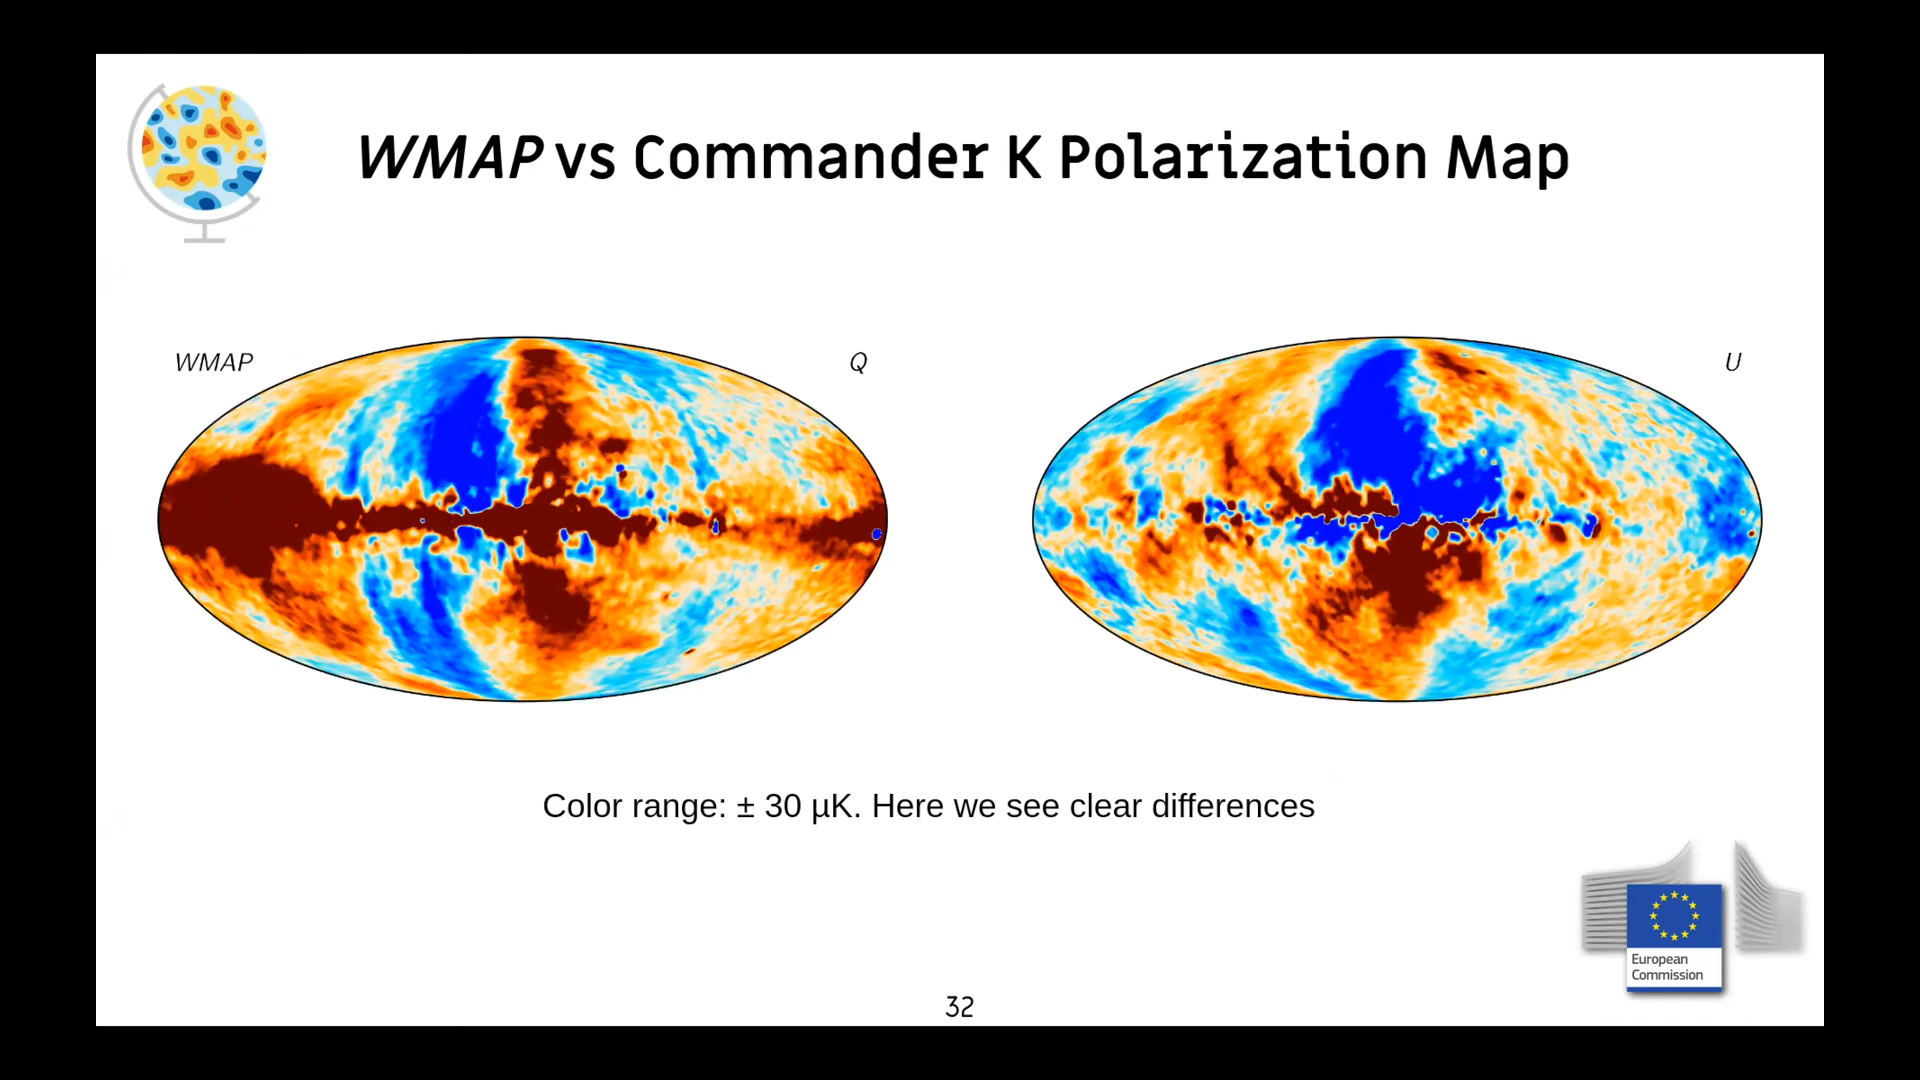 WMAP vs Commander K Polarization Map
WMAP
Q
U
Color range: ± 30 µK. Here we see clear differences
European
Commission
32